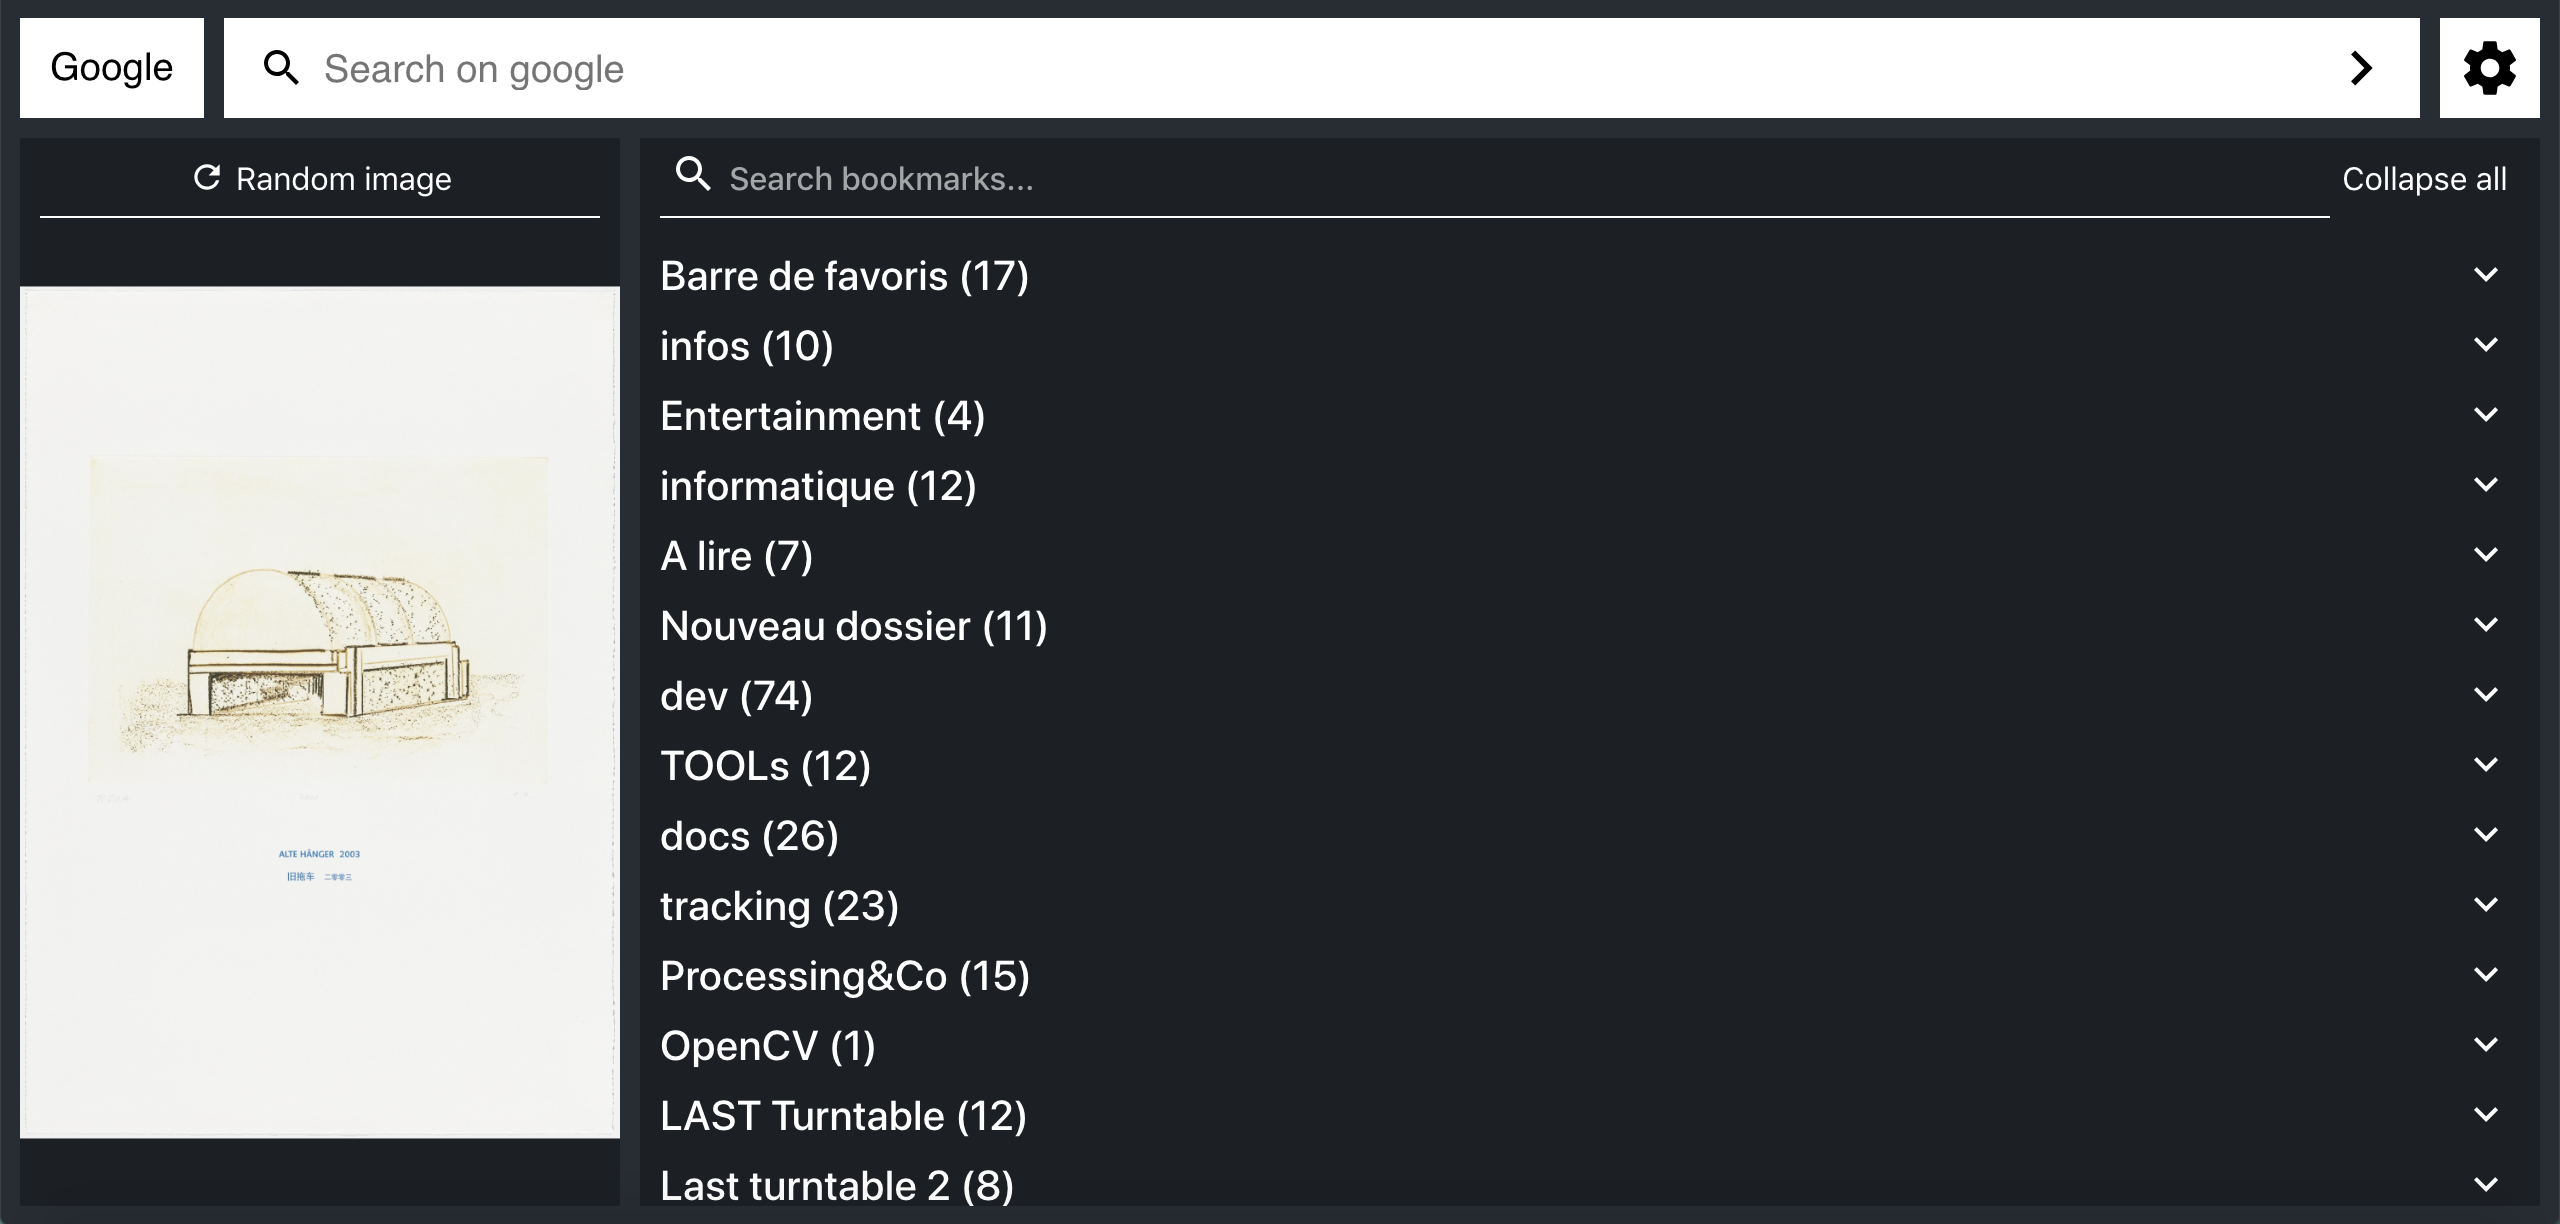 Google
Search on google
Random image
ALTE HÄNGER 2003
旧拖车 二零零三
Search bookmarks...
Collapse all
Barre de favoris (17)
infos (10)
Entertainment (4)
informatique (12)
A lire (7)
Nouveau dossier (11)
dev (74)
TOOLs (12)
docs (26)
tracking (23)
Processing&Co (15)
OpenCV (1)
LAST Turntable (12)
Last turntable 2 (8)